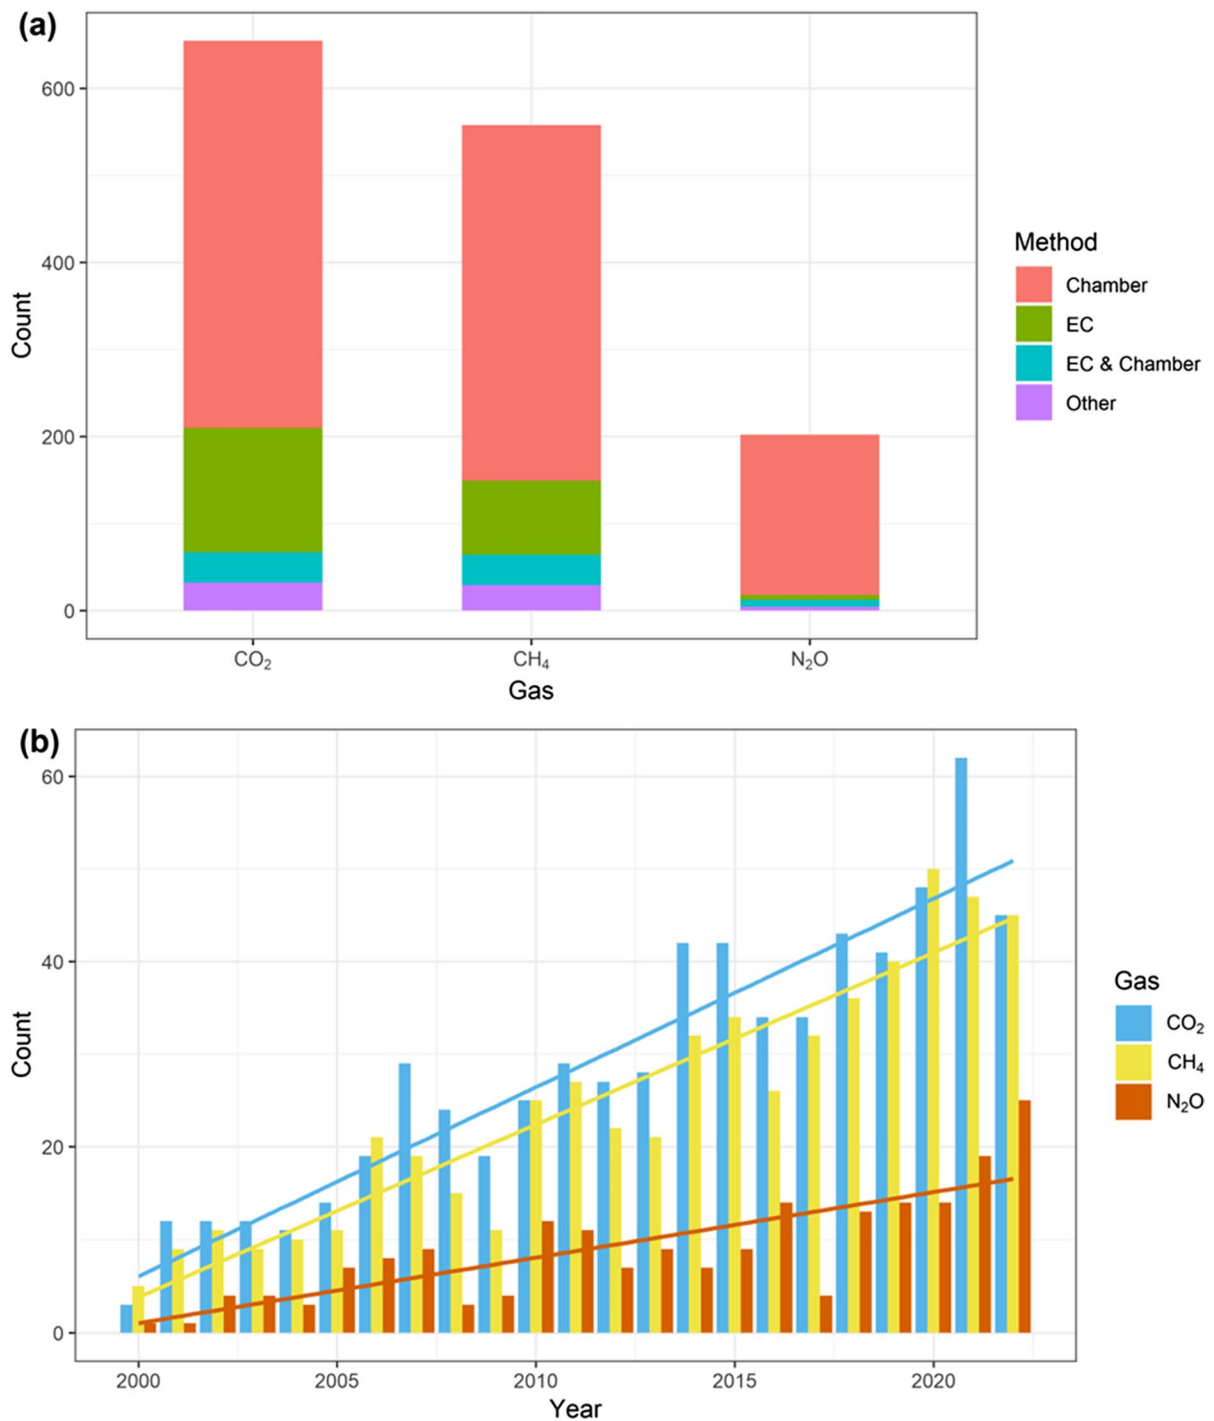 (a)
600
400
200
0
Count
CO₂ CH₄ N₂O
Gas
Method
Chamber
EC
EC & Chamber
Other
(b)
60
40
20
0
Count
2000 2005 2010 2015 2020
Year
Gas
CO₂
CH₄
N₂O